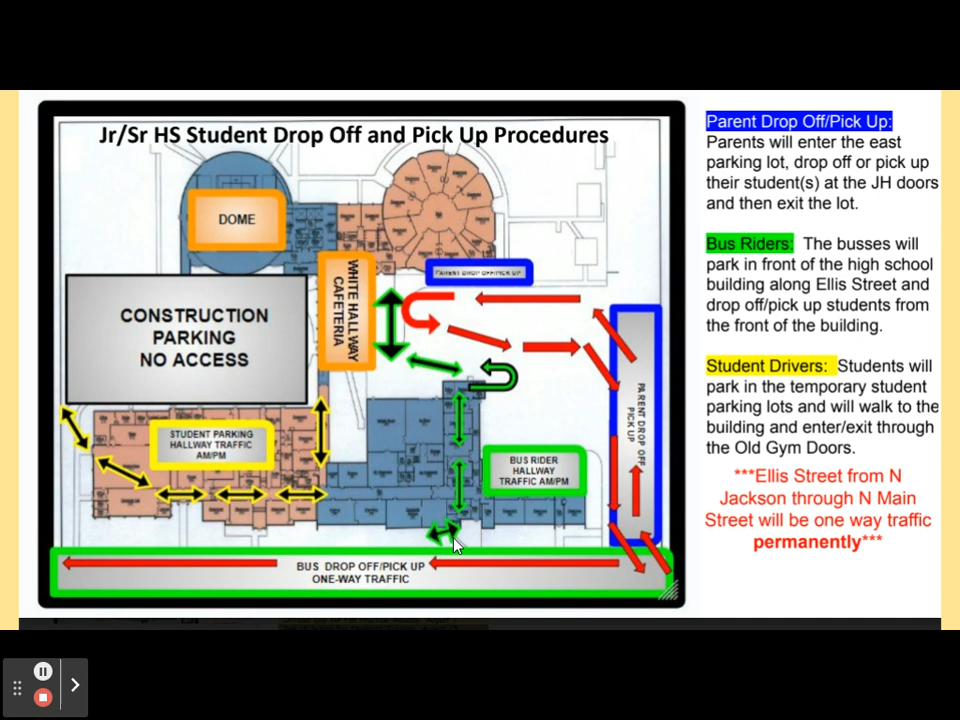 Jr/Sr HS Student Drop Off and Pick Up Procedures
DOME
WHITE HALLWAY
CAFETERIA
PARENT DROP OFF/PICK UP
CONSTRUCTION
PARKING
NO ACCESS
STUDENT PARKING
HALLWAY TRAFFIC
AM/PM
BUS RIDER
HALLWAY
TRAFFIC AM/PM
PARENT DROP OFF
PICK UP
BUS DROP OFF/PICK UP
ONE-WAY TRAFFIC
Parent Drop Off/Pick Up:
Parents will enter the east
parking lot, drop off or pick up
their student(s) at the JH doors
and then exit the lot.
Bus Riders: The busses will
park in front of the high school
building along Ellis Street and
drop off/pick up students from
the front of the building.
Student Drivers: Students will
park in the temporary student
parking lots and will walk to the
building and enter/exit through
the Old Gym Doors.
***Ellis Street from N
Jackson through N Main
Street will be one way traffic
permanently***